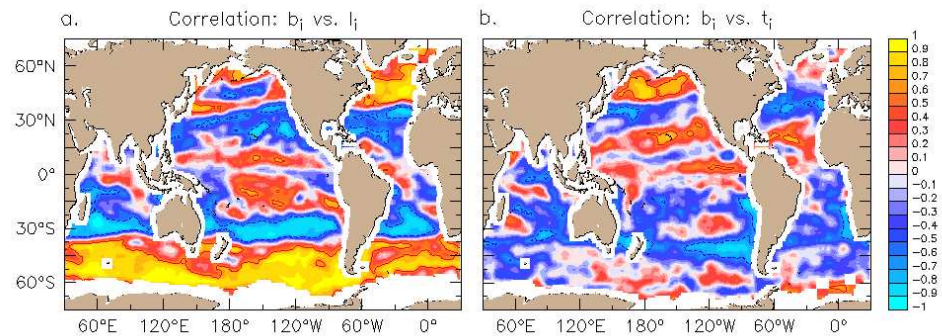 a. Correlation: bᵢ vs. lᵢ
b. Correlation: bᵢ vs. tᵢ
60°N
30°N
0°
30°S
60°S
60°E 120°E 180° 120°W 60°W 0°
60°E 120°E 180° 120°W 60°W 0°
1
0.9
0.8
0.7
0.6
0.5
0.4
0.3
0.2
0.1
0
−0.1
−0.2
−0.3
−0.4
−0.5
−0.6
−0.7
−0.8
−0.9
−1